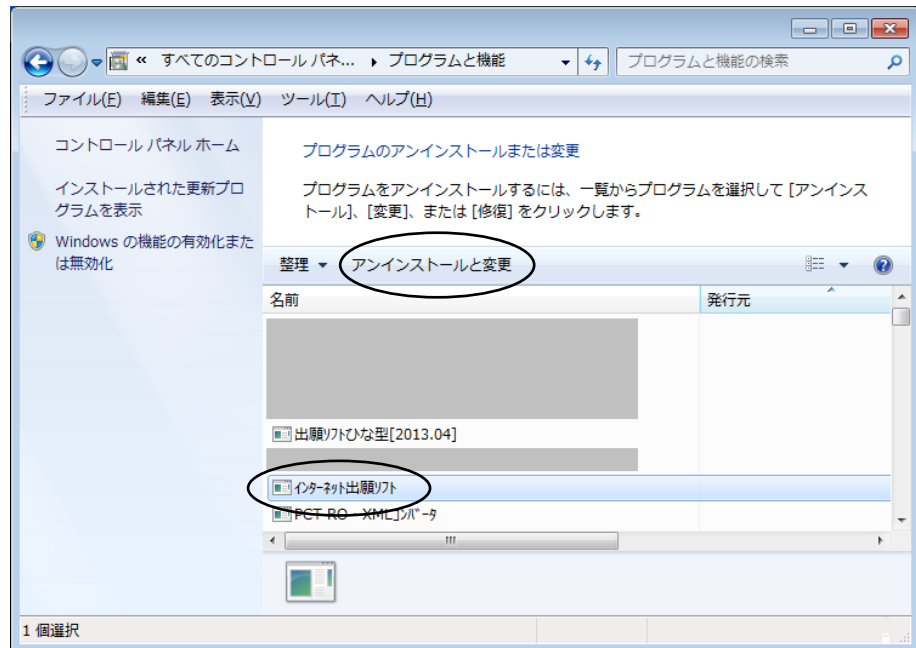 « すべてのコントロール パネ... ▸ プログラムと機能
プログラムと機能の検索
ファイル(F) 編集(E) 表示(V) ツール(T) ヘルプ(H)
コントロール パネル ホーム
インストールされた更新プロ
グラムを表示
Windows の機能の有効化また
は無効化
プログラムのアンインストールまたは変更
プログラムをアンインストールするには、一覧からプログラムを選択して [アンインス
トール]、[変更]、または [修復] をクリックします。
整理 アンインストールと変更
名前 発行元
出願ｿﾌﾄひな型[2013.04]
ｲﾝﾀｰﾈｯﾄ出願ｿﾌﾄ
PCT-RO - XMLｺﾝﾊﾞｰﾀ
1 個選択